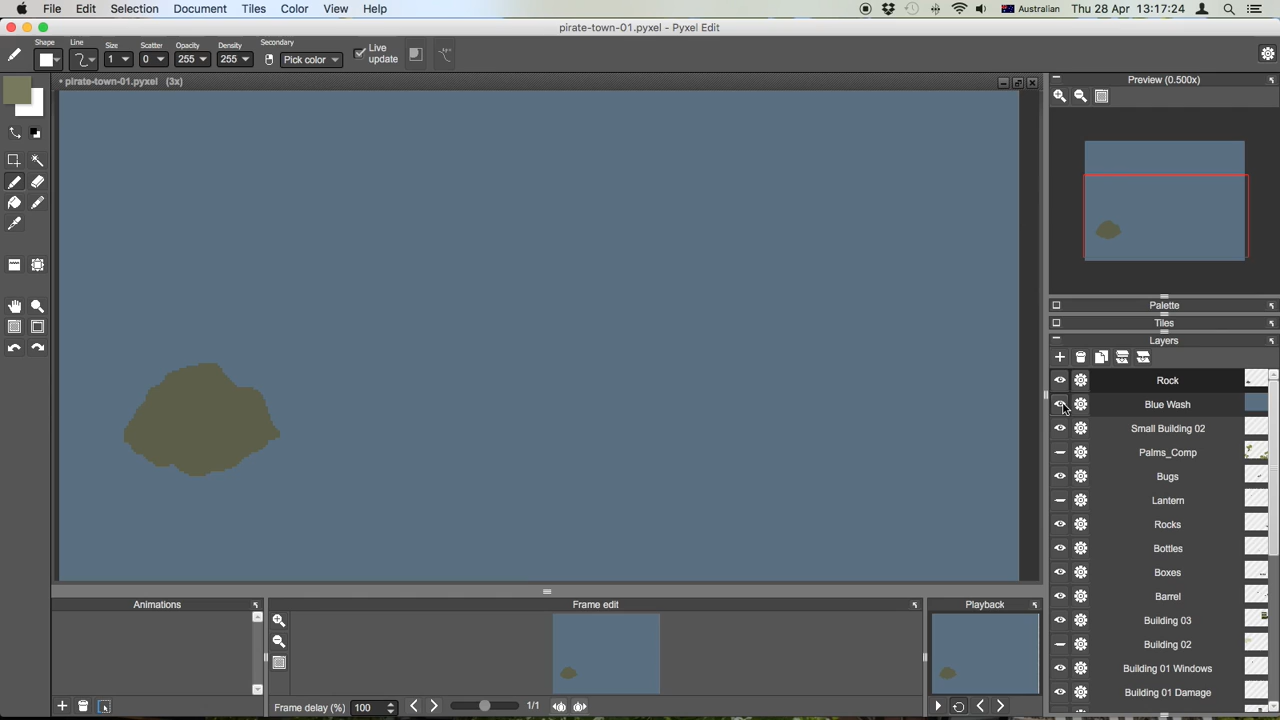 File Edit Selection Document Tiles Color View Help Australian Thu 28 Apr 13:17:24
pirate-town-01.pyxel - Pyxel Edit
Shape Line Size Scatter Opacity Density Secondary
1 0 255 255 Pick color Live update
• pirate-town-01.pyxel (3x)
Preview (0.500x)
Palette
Tiles
Layers
Rock
Blue Wash
Small Building 02
Palms_Comp
Bugs
Lantern
Rocks
Bottles
Boxes
Barrel
Building 03
Building 02
Building 01 Windows
Building 01 Damage
Animations Frame edit Playback
Frame delay (%) 100 1/1